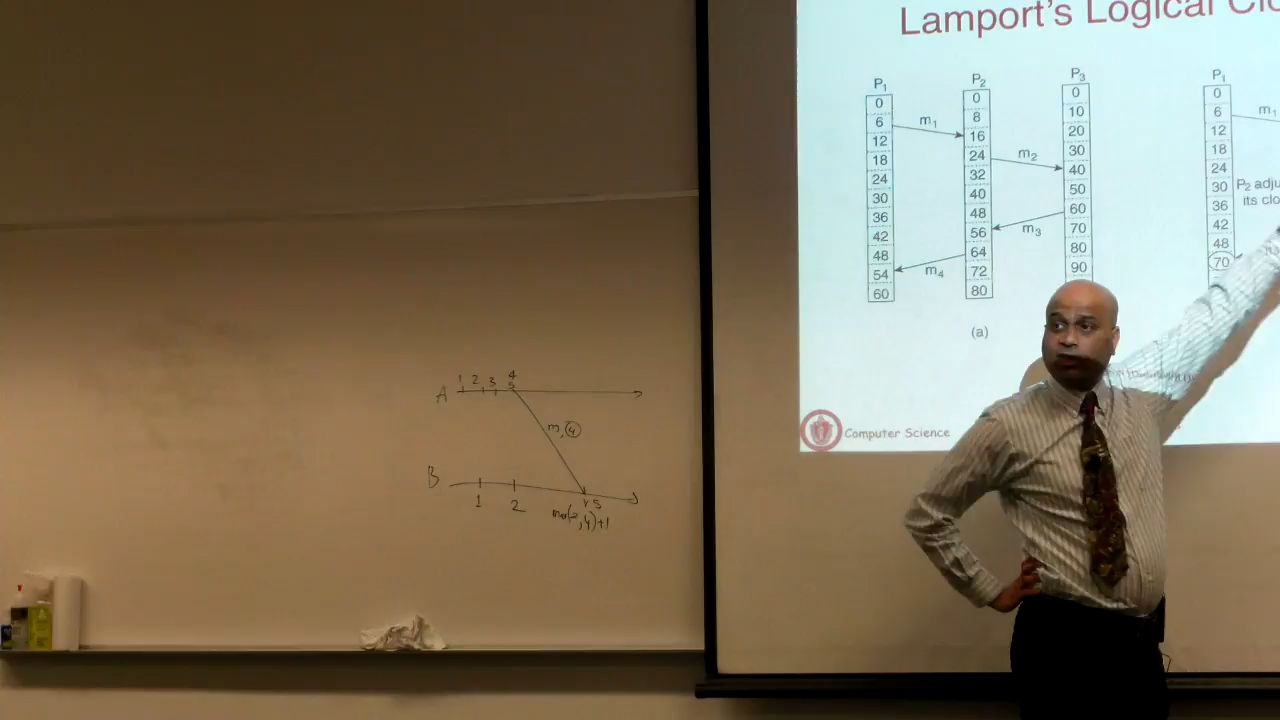 Lamport's Logical Clo
P1 P2 P3 P1
0 0 0 0
6 8 10 6
12 16 20 12
18 24 30 18
24 32 40 24
30 40 50 30
36 48 60 36
42 56 70 42
48 64 80 48
54 72 90 70
60 80
m1
m2
m3
m4
m1
P2 adju
its clo
(a)
Computer Science
1 2 3 4
A
m, 4
B
1 2 5
max(2, 4)+1